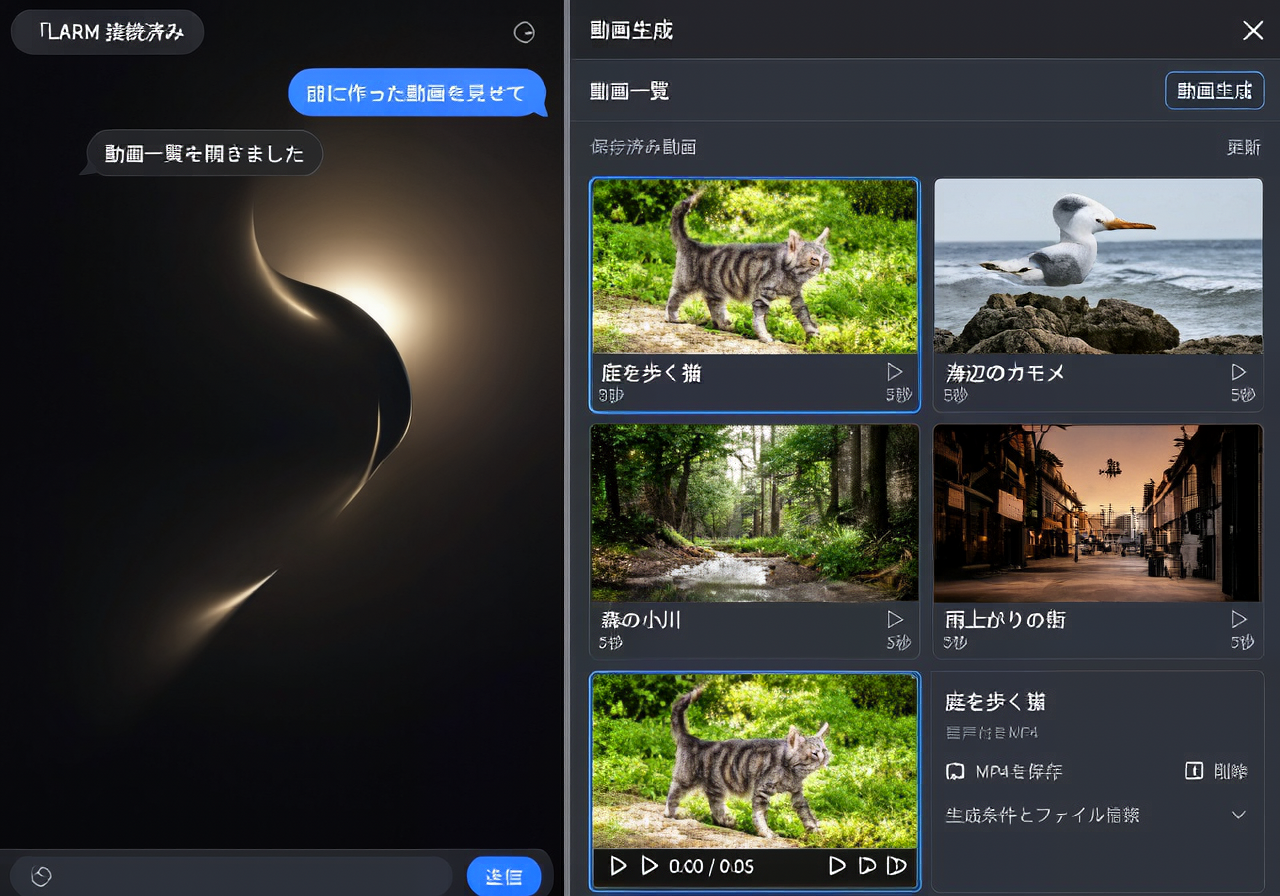 「LARM 接続済み
前に作った動画を見せて
動画一覧を開きました
送信
動画生成
動画一覧
動画生成
保存済み動画
更新
庭を歩く猫
5秒
海辺のカモメ
5秒
5秒
森の小川
5秒
5秒
雨上がりの街
5秒
5秒
0:00 / 0:05
庭を歩く猫
MP4
MP4を保存
削除
生成条件とファイル情報